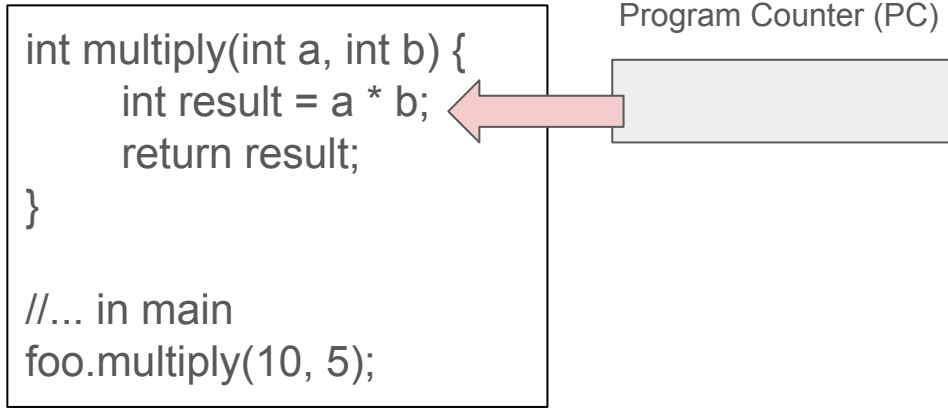 Program Counter (PC)
int multiply(int a, int b) {
int result = a * b;
return result;
}
//... in main
foo.multiply(10, 5);